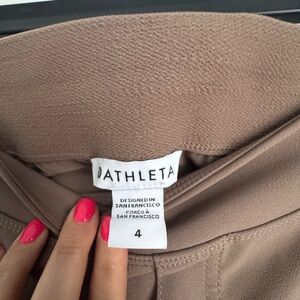 ATHLETA
DESIGNED IN
SAN FRANCISCO
CONÇU À
SAN FRANCISCO
4